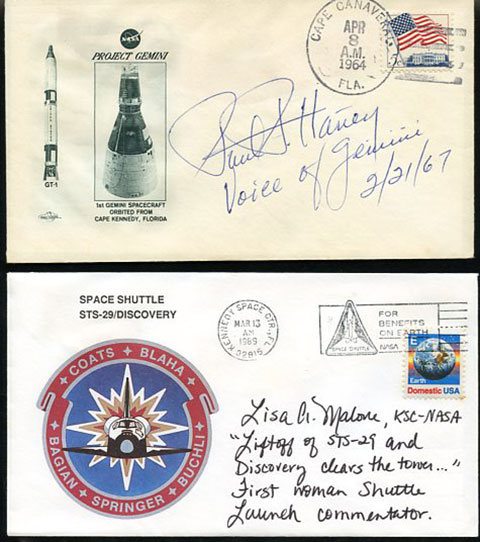 NASA
PROJECT GEMINI
GT-1
1st GEMINI SPACECRAFT
ORBITED FROM
CAPE KENNEDY, FLORIDA
CAPE CANAVERAL
APR
8
A.M.
1964
FLA.
Paul P. Haney
Voice of Gemini
2/21/67
SPACE SHUTTLE
STS-29/DISCOVERY
COATS BLAHA
BAGIAN SPRINGER BUCHLI
KENNEDY SPACE CTR, FL
MAR 13
AM
1989
32815
SPACE SHUTTLE
FOR
BENEFITS
ON EARTH
NASA
E
Earth
Domestic USA
Lisa A. Malone, KSC-NASA
"Liftoff of STS-29 and
Discovery clears the tower..."
First woman Shuttle
Launch commentator.